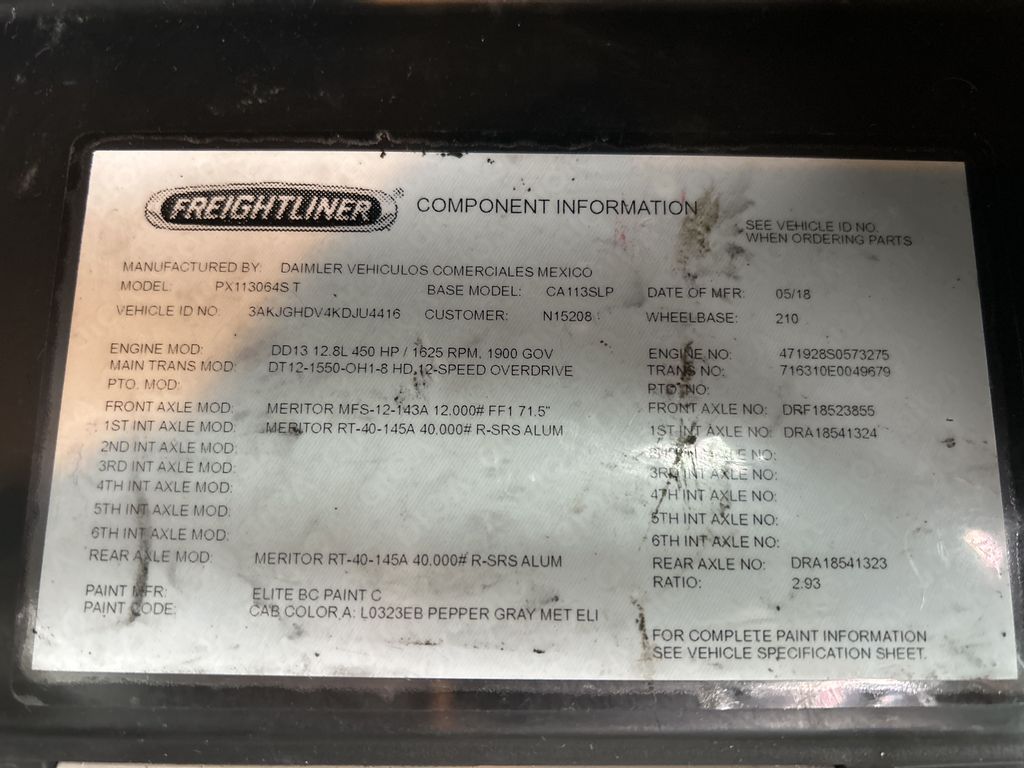 FREIGHTLINER COMPONENT INFORMATION
SEE VEHICLE ID NO.
WHEN ORDERING PARTS
MANUFACTURED BY: DAIMLER VEHICULOS COMERCIALES MEXICO
MODEL: PX113064S T BASE MODEL: CA113SLP DATE OF MFR: 05/18
VEHICLE ID NO: 3AKJGHDV4KDJU4416 CUSTOMER: N15208 WHEELBASE: 210
ENGINE MOD: DD13 12.8L 450 HP / 1625 RPM, 1900 GOV ENGINE NO: 471928S0573275
MAIN TRANS MOD: DT12-1550-OH1-8 HD,12-SPEED OVERDRIVE TRANS NO: 716310E0049679
PTO. MOD: PTO. NO:
FRONT AXLE MOD: MERITOR MFS-12-143A 12.000# FF1 71.5" FRONT AXLE NO: DRF18523855
1ST INT AXLE MOD: MERITOR RT-40-145A 40.000# R-SRS ALUM 1ST INT AXLE NO: DRA18541324
2ND INT AXLE MOD: AXLE NO:
3RD INT AXLE MOD: 3RD INT AXLE NO:
4TH INT AXLE MOD: 4TH INT AXLE NO:
5TH INT AXLE MOD: 5TH INT AXLE NO:
6TH INT AXLE MOD: 6TH INT AXLE NO:
REAR AXLE MOD: MERITOR RT-40-145A 40.000# R-SRS ALUM REAR AXLE NO: DRA18541323
RATIO: 2.93
PAINT MFR: ELITE BC PAINT C
PAINT CODE: CAB COLOR A: L0323EB PEPPER GRAY MET ELI
FOR COMPLETE PAINT INFORMATION
SEE VEHICLE SPECIFICATION SHEET.